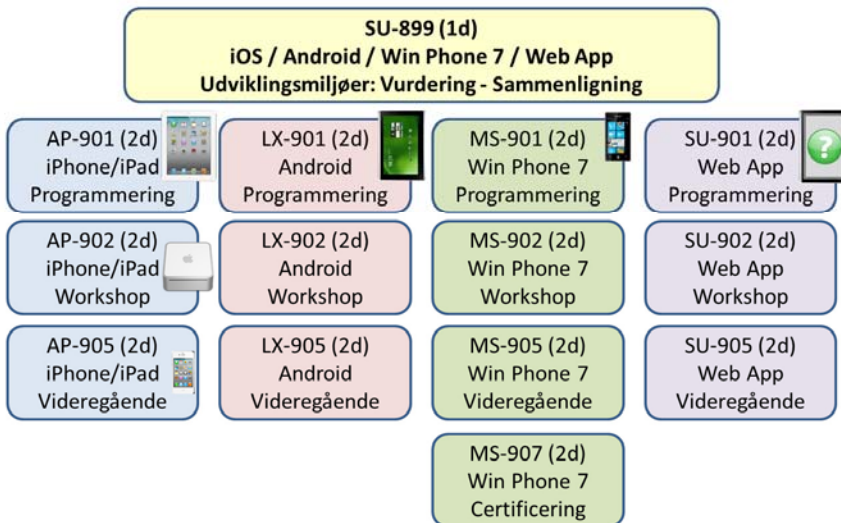 SU-899 (1d)
iOS / Android / Win Phone 7 / Web App
Udviklingsmiljøer: Vurdering - Sammenligning
AP-901 (2d)
iPhone/iPad
Programmering
LX-901 (2d)
Android
Programmering
MS-901 (2d)
Win Phone 7
Programmering
SU-901 (2d)
Web App
Programmering
?
AP-902 (2d)
iPhone/iPad
Workshop
LX-902 (2d)
Android
Workshop
MS-902 (2d)
Win Phone 7
Workshop
SU-902 (2d)
Web App
Workshop
AP-905 (2d)
iPhone/iPad
Videregående
LX-905 (2d)
Android
Videregående
MS-905 (2d)
Win Phone 7
Videregående
SU-905 (2d)
Web App
Videregående
MS-907 (2d)
Win Phone 7
Certificering